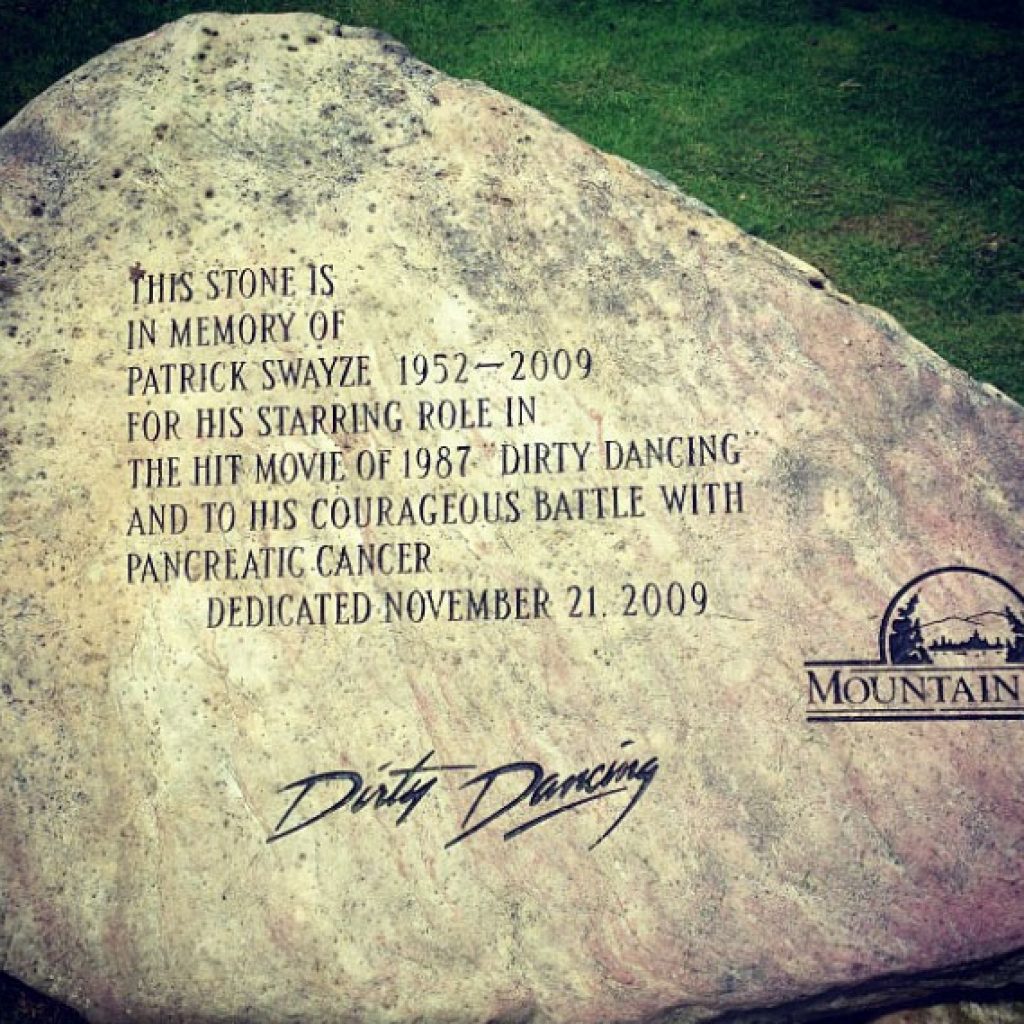 THIS STONE IS
IN MEMORY OF
PATRICK SWAYZE 1952—2009
FOR HIS STARRING ROLE IN
THE HIT MOVIE OF 1987 "DIRTY DANCING"
AND TO HIS COURAGEOUS BATTLE WITH
PANCREATIC CANCER.
DEDICATED NOVEMBER 21, 2009
MOUNTAIN
Dirty Dancing